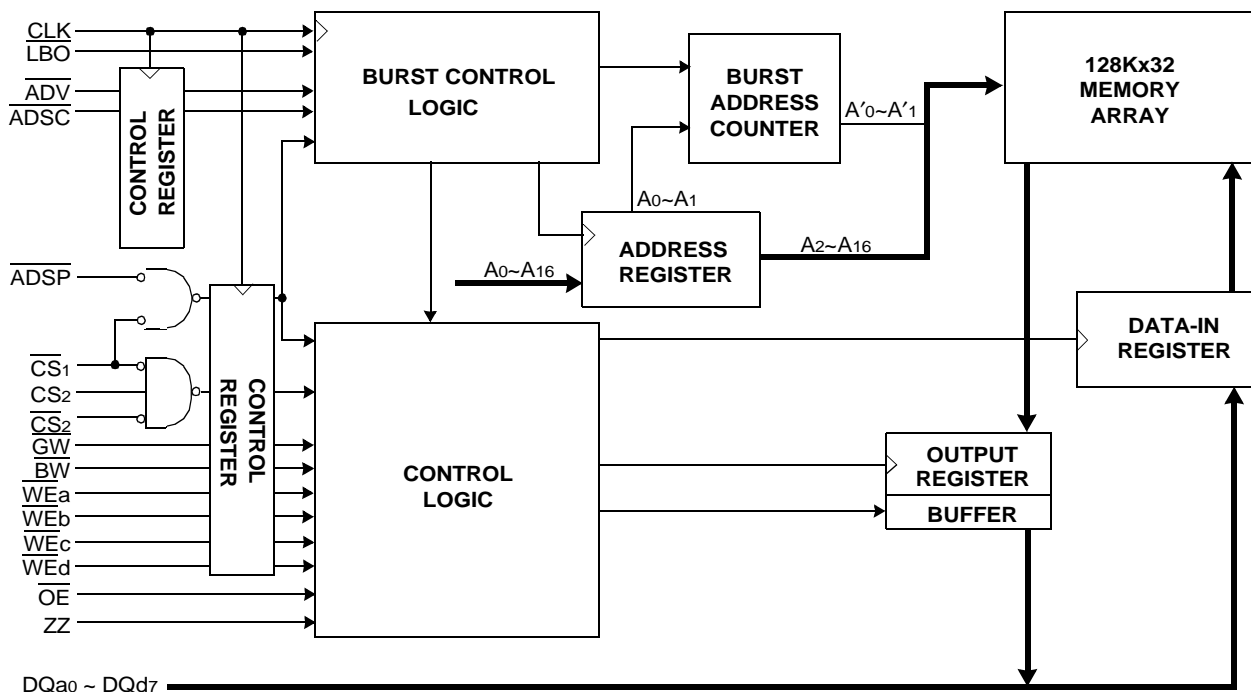 CLK
LBO
ADV
ADSC
CONTROL
REGISTER
BURST CONTROL
LOGIC
BURST
ADDRESS
COUNTER
A′0~A′1
128Kx32
MEMORY
ARRAY
A0~A1
ADDRESS
REGISTER
A2~A16
A0~A16
ADSP
CS1
CS2
CS2
GW
BW
WEa
WEb
WEc
WEd
OE
ZZ
CONTROL
REGISTER
CONTROL
LOGIC
DATA-IN
REGISTER
OUTPUT
REGISTER
BUFFER
DQa0 ~ DQd7